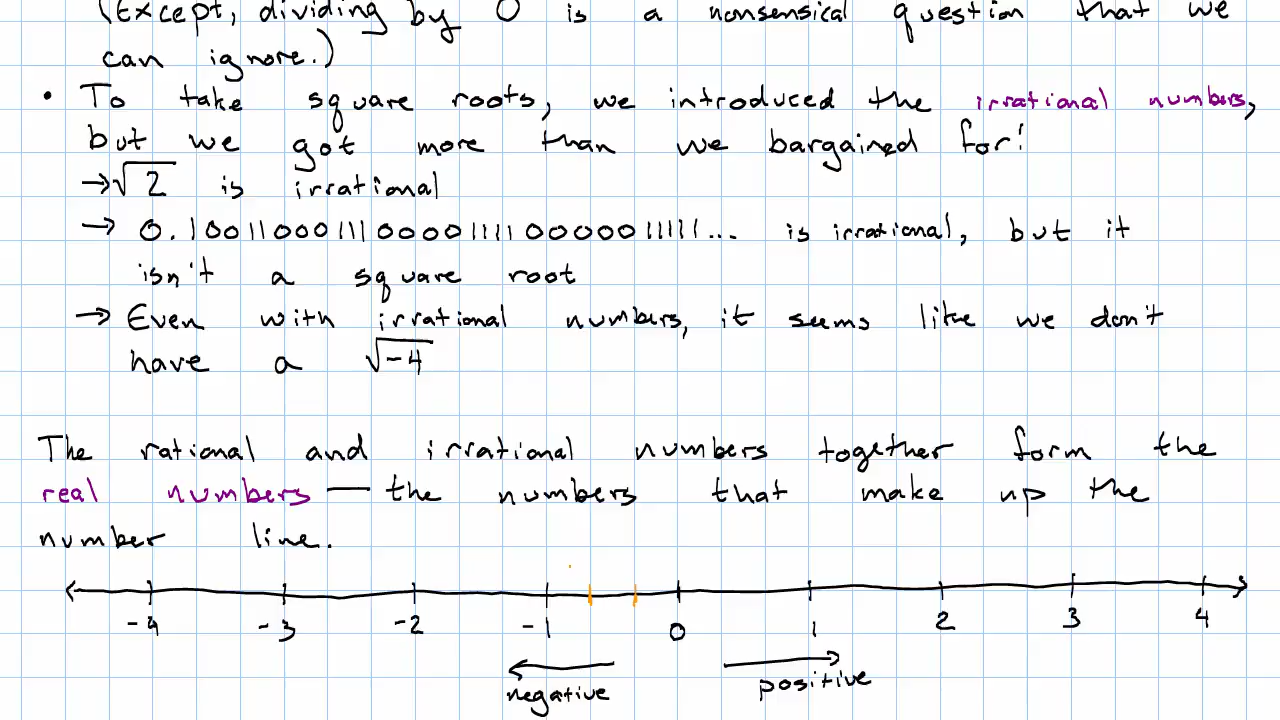 (Except, dividing by 0 is a nonsensical question that we
can ignore.)
• To take square roots, we introduced the irrational numbers,
but we got more than we bargained for!
→ √2 is irrational
→ 0.100110001110000111100000011111... is irrational, but it
isn't a square root
→ Even with irrational numbers, it seems like we don't
have a √-4
The rational and irrational numbers together form the
real numbers — the numbers that make up the
number line.
-4 -3 -2 -1 0 1 2 3 4
negative positive